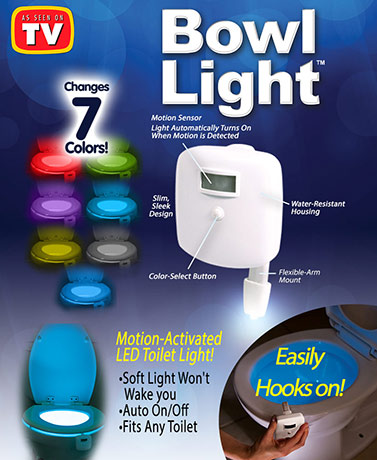 AS SEEN ON
TV
Bowl
Light™
Changes
7
Colors!
Motion Sensor
Light Automatically Turns On
When Motion is Detected
Slim,
Sleek
Design
Water-Resistant
Housing
Color-Select Button
Flexible-Arm
Mount
Motion-Activated
LED Toilet Light!
•Soft Light Won't
Wake you
•Auto On/Off
•Fits Any Toilet
Easily
Hooks on!